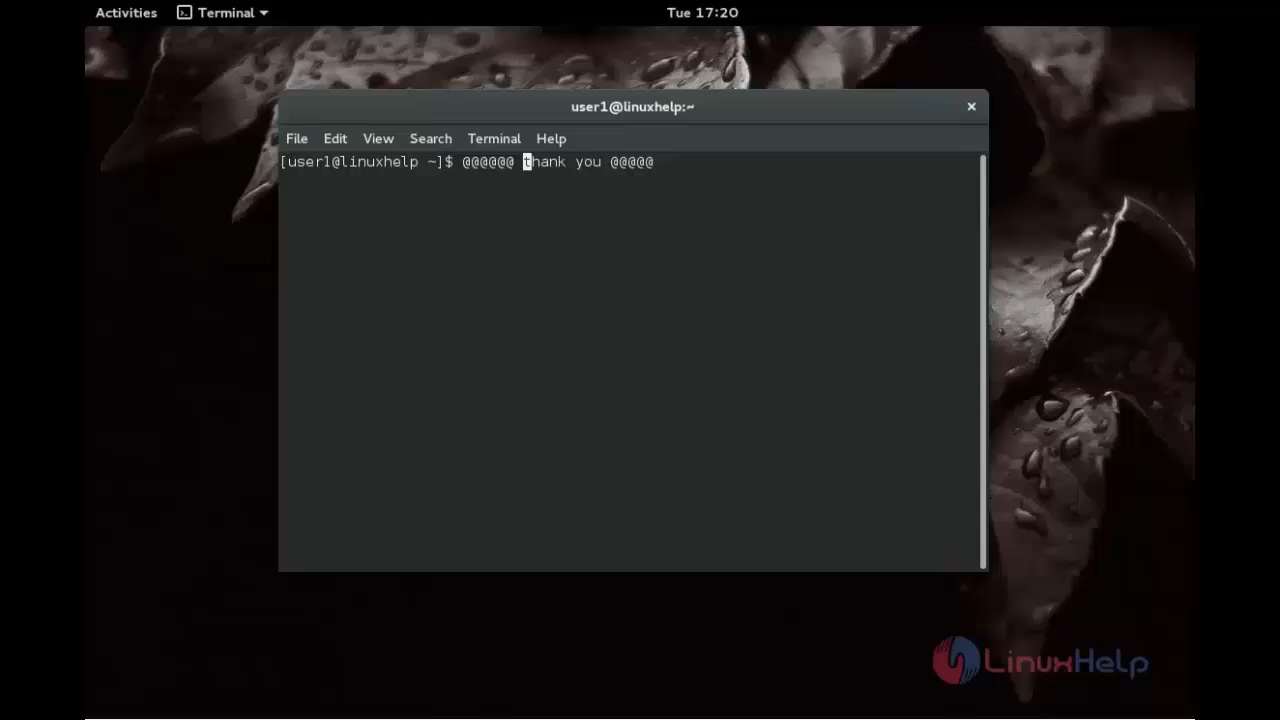 Activities Terminal Tue 17:20
user1@linuxhelp:~ ×
File Edit View Search Terminal Help
[user1@linuxhelp ~]$ @@@@@@ thank you @@@@@
LinuxHelp